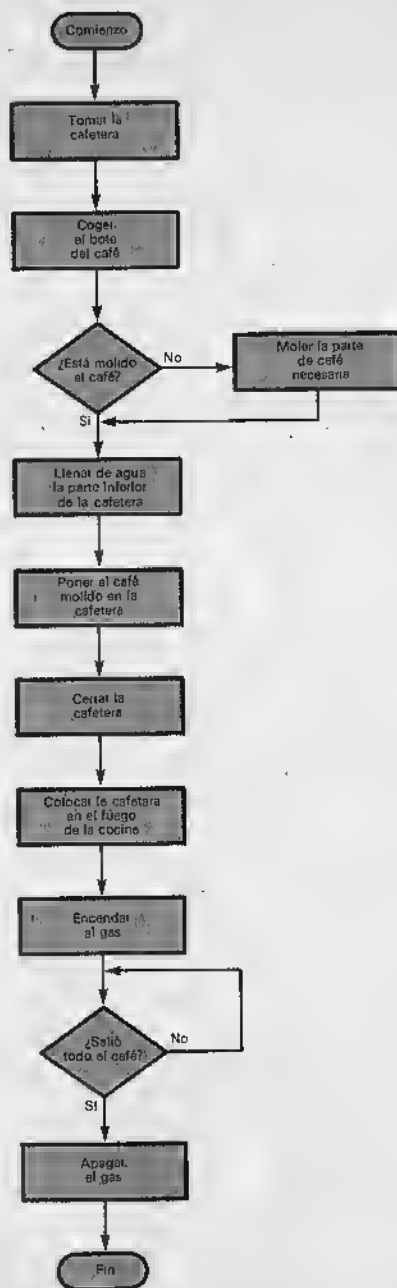 Comienzo
Tomar la
cafetera
Coger
el bote
del café
¿Está molido
el café?
No
Moler la parte
de café
necesaria
Sí
Llenar de agua
la parte inferior
de la cafetera
Poner el café
molido en la
cafetera
Cerrar la
cafetera
Colocar la cafetera
en el fuego
de la cocina
Encender
el gas
¿Salió
todo el café?
No
Sí
Apagar
el gas
Fin